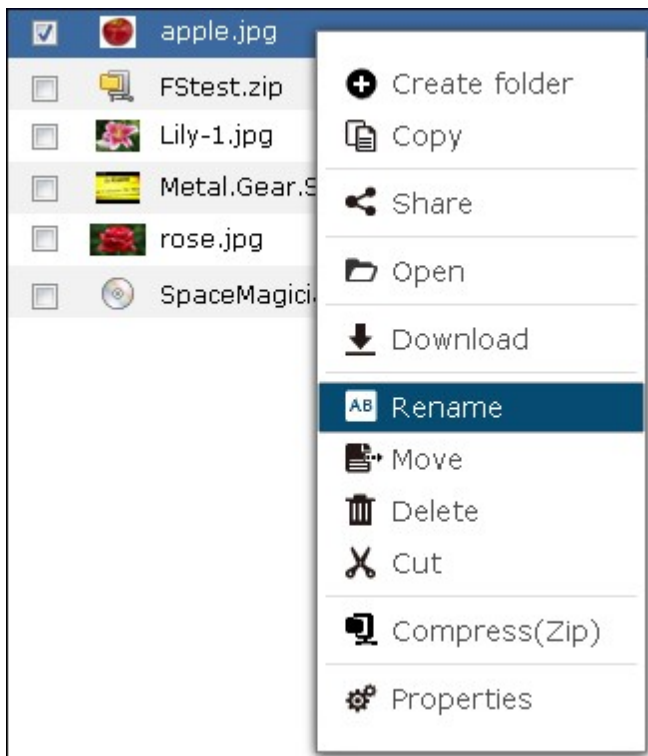 apple.jpg
FStest.zip
Lily-1.jpg
Metal.Gear.S
rose.jpg
SpaceMagici
Create folder
Copy
Share
Open
Download
AB Rename
Move
Delete
Cut
Compress(Zip)
Properties